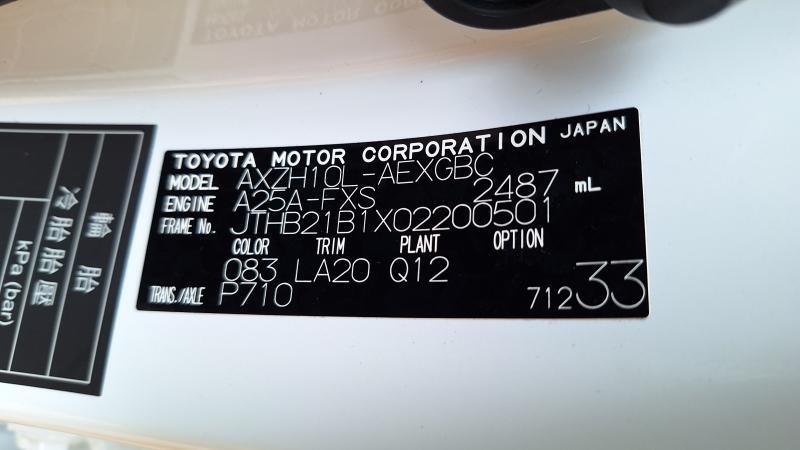 TOYOTA MOTOR CORPORATION JAPAN
MODEL AXZH10L-AEXGBC
ENGINE A25A-FXS 2487 mL
FRAME No. JTHB21B1X02200501
COLOR TRIM PLANT OPTION
083 LA20 Q12
TRANS./AXLE P710 71233
輪胎
冷胎胎壓
kPa (bar)